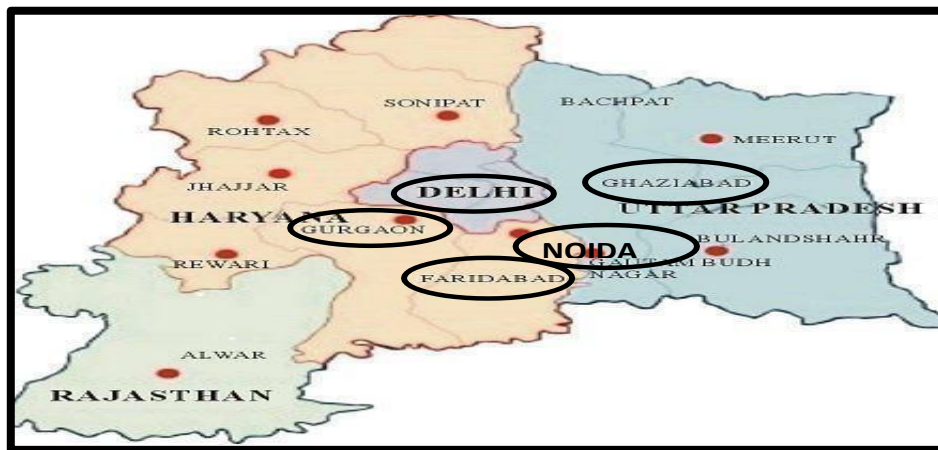 SONIPAT
BACHPAT
ROHTAX
MEERUT
JHAJJAR
DELHI
GHAZIABAD
HARYANA
UTTAR PRADESH
GURGAON
NOIDA
BULANDSHAHR
REWARI
GAUTAM BUDH
NAGAR
FARIDABAD
ALWAR
RAJASTHAN